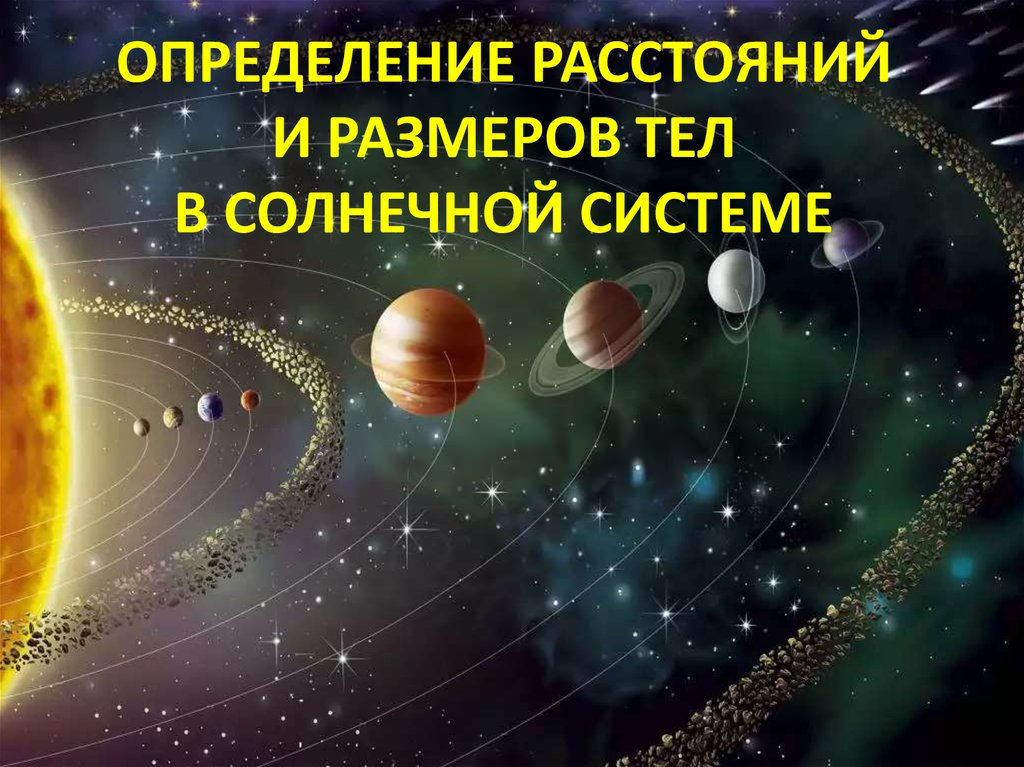 ОПРЕДЕЛЕНИЕ РАССТОЯНИЙ
И РАЗМЕРОВ ТЕЛ
В СОЛНЕЧНОЙ СИСТЕМЕ